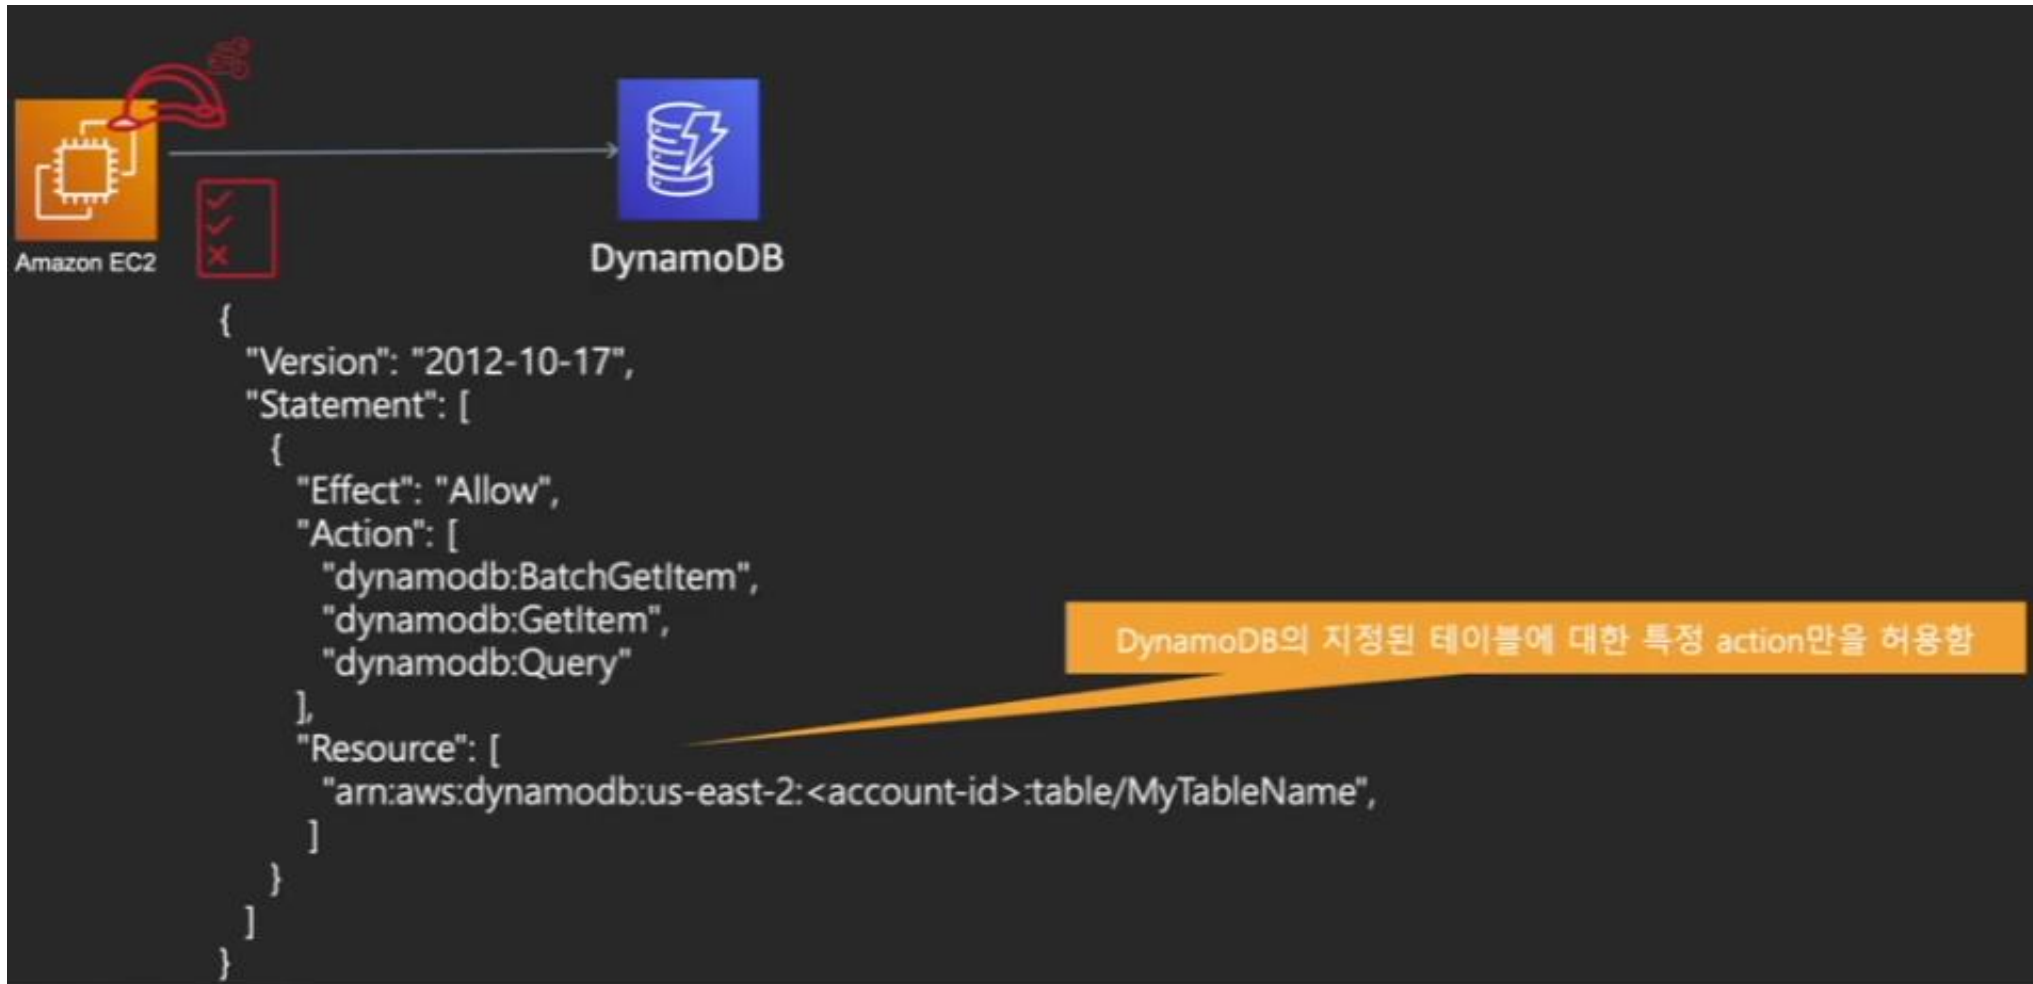 Amazon EC2
DynamoDB
{
"Version": "2012-10-17",
"Statement": [
{
"Effect": "Allow",
"Action": [
"dynamodb:BatchGetItem",
"dynamodb:GetItem",
"dynamodb:Query"
],
"Resource": [
"arn:aws:dynamodb:us-east-2:<account-id>:table/MyTableName",
]
}
]
}
DynamoDB의 지정된 테이블에 대한 특정 action만을 허용함